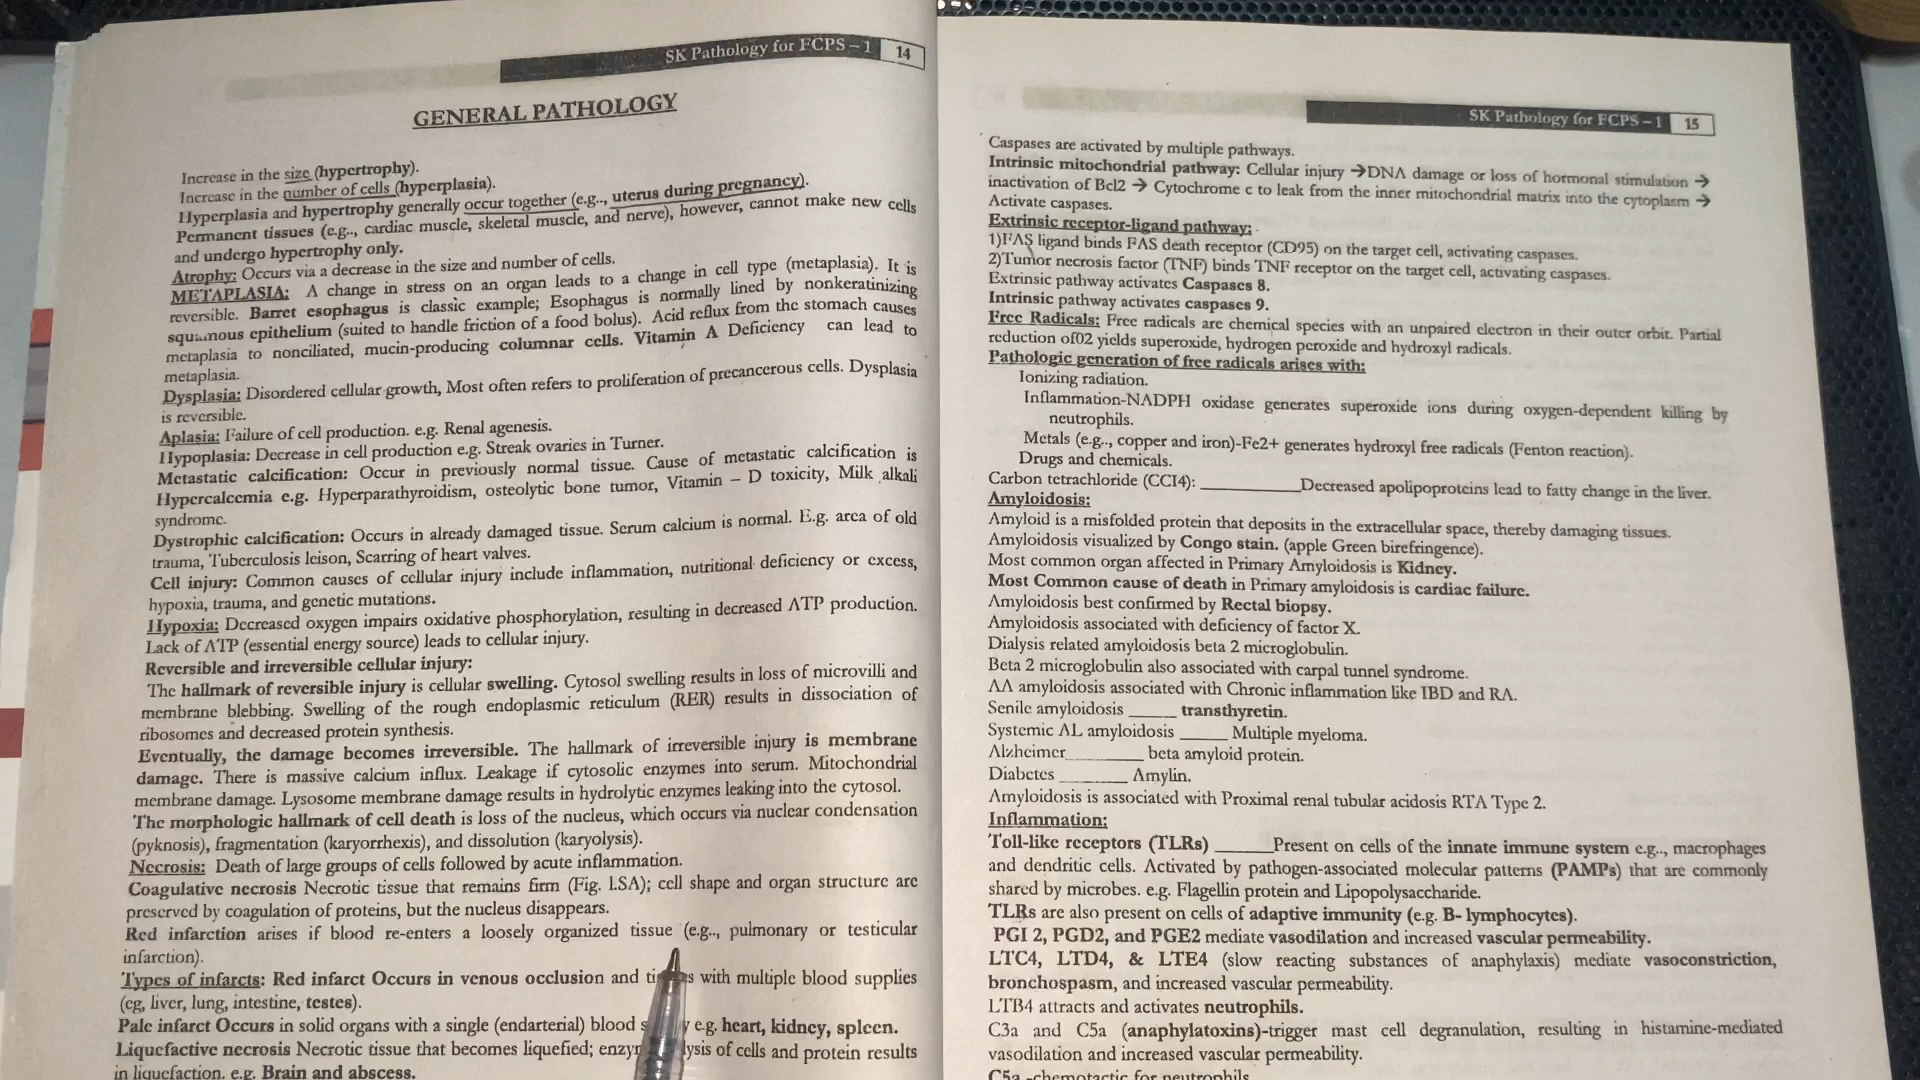 SK Pathology for FCPS – 1 14
GENERAL PATHOLOGY
Increase in the size (hypertrophy).
Increase in the number of cells (hyperplasia).
Hyperplasia and hypertrophy generally occur together (e.g.., uterus during pregnancy).
Permanent tissues (e.g.., cardiac muscle, skeletal muscle, and nerve), however, cannot make new cells
and undergo hypertrophy only.
Atrophy: Occurs via a decrease in the size and number of cells.
METAPLASIA: A change in stress on an organ leads to a change in cell type (metaplasia). It is
reversible. Barret esophagus is classic example; Esophagus is normally lined by nonkeratinizing
squamous epithelium (suited to handle friction of a food bolus). Acid reflux from the stomach causes
metaplasia to nonciliated, mucin-producing columnar cells. Vitamin A Deficiency can lead to
metaplasia.
Dysplasia: Disordered cellular growth, Most often refers to proliferation of precancerous cells. Dysplasia
is reversible.
Aplasia: Failure of cell production. e.g. Renal agenesis.
Hypoplasia: Decrease in cell production e.g. Streak ovaries in Turner.
Metastatic calcification: Occur in previously normal tissue. Cause of metastatic calcification is
Hypercalcemia e.g. Hyperparathyroidism, osteolytic bone tumor, Vitamin – D toxicity, Milk alkali
syndrome.
Dystrophic calcification: Occurs in already damaged tissue. Serum calcium is normal. E.g. area of old
trauma, Tuberculosis leison, Scarring of heart valves.
Cell injury: Common causes of cellular injury include inflammation, nutritional deficiency or excess,
hypoxia, trauma, and genetic mutations.
Hypoxia: Decreased oxygen impairs oxidative phosphorylation, resulting in decreased ATP production.
Lack of ATP (essential energy source) leads to cellular injury.
Reversible and irreversible cellular injury:
The hallmark of reversible injury is cellular swelling. Cytosol swelling results in loss of microvilli and
membrane blebbing. Swelling of the rough endoplasmic reticulum (RER) results in dissociation of
ribosomes and decreased protein synthesis.
Eventually, the damage becomes irreversible. The hallmark of irreversible injury is membrane
damage. There is massive calcium influx. Leakage if cytosolic enzymes into serum. Mitochondrial
membrane damage. Lysosome membrane damage results in hydrolytic enzymes leaking into the cytosol.
The morphologic hallmark of cell death is loss of the nucleus, which occurs via nuclear condensation
(pyknosis), fragmentation (karyorrhexis), and dissolution (karyolysis).
Necrosis: Death of large groups of cells followed by acute inflammation.
Coagulative necrosis Necrotic tissue that remains firm (Fig. l.SA); cell shape and organ structure are
preserved by coagulation of proteins, but the nucleus disappears.
Red infarction arises if blood re-enters a loosely organized tissue (e.g.., pulmonary or testicular
infarction).
Types of infarcts: Red infarct Occurs in venous occlusion and with multiple blood supplies
(eg, liver, lung, intestine, testes).
Pale infarct Occurs in solid organs with a single (endarterial) blood e.g. heart, kidney, spleen.
Liquefactive necrosis Necrotic tissue that becomes liquefied; of cells and protein results
in liquefaction. e.g. Brain and abscess.
SK Pathology for FCPS – 1 15
Caspases are activated by multiple pathways.
Intrinsic mitochondrial pathway: Cellular injury →DNA damage or loss of hormonal stimulation →
inactivation of Bcl2 → Cytochrome c to leak from the inner mitochondrial matrix into the cytoplasm →
Activate caspases.
Extrinsic receptor-ligand pathway:
1)FAS ligand binds FAS death receptor (CD95) on the target cell, activating caspases.
2)Tumor necrosis factor (TNF) binds TNF receptor on the target cell, activating caspases.
Extrinsic pathway activates Caspases 8.
Intrinsic pathway activates caspases 9.
Free Radicals: Free radicals are chemical species with an unpaired electron in their outer orbit. Partial
reduction of02 yields superoxide, hydrogen peroxide and hydroxyl radicals.
Pathologic generation of free radicals arises with:
Ionizing radiation.
Inflammation-NADPH oxidase generates superoxide ions during oxygen-dependent killing by
neutrophils.
Metals (e.g.., copper and iron)-Fe2+ generates hydroxyl free radicals (Fenton reaction).
Drugs and chemicals.
Carbon tetrachloride (CCI4): __________Decreased apolipoproteins lead to fatty change in the liver.
Amyloidosis:
Amyloid is a misfolded protein that deposits in the extracellular space, thereby damaging tissues.
Amyloidosis visualized by Congo stain. (apple Green birefringence).
Most common organ affected in Primary Amyloidosis is Kidney.
Most Common cause of death in Primary amyloidosis is cardiac failure.
Amyloidosis best confirmed by Rectal biopsy.
Amyloidosis associated with deficiency of factor X.
Dialysis related amyloidosis beta 2 microglobulin.
Beta 2 microglobulin also associated with carpal tunnel syndrome.
AA amyloidosis associated with Chronic inflammation like IBD and RA.
Senile amyloidosis _____ transthyretin.
Systemic AL amyloidosis _____ Multiple myeloma.
Alzheimer________ beta amyloid protein.
Diabetes _______ Amylin.
Amyloidosis is associated with Proximal renal tubular acidosis RTA Type 2.
Inflammation:
Toll-like receptors (TLRs) ______Present on cells of the innate immune system e.g.., macrophages
and dendritic cells. Activated by pathogen-associated molecular patterns (PAMPs) that are commonly
shared by microbes. e.g. Flagellin protein and Lipopolysaccharide.
TLRs are also present on cells of adaptive immunity (e.g. B- lymphocytes).
PGI 2, PGD2, and PGE2 mediate vasodilation and increased vascular permeability.
LTC4, LTD4, & LTE4 (slow reacting substances of anaphylaxis) mediate vasoconstriction,
bronchospasm, and increased vascular permeability.
LTB4 attracts and activates neutrophils.
C3a and C5a (anaphylatoxins)-trigger mast cell degranulation, resulting in histamine-mediated
vasodilation and increased vascular permeability.
C5a -chemotactic for neutrophils